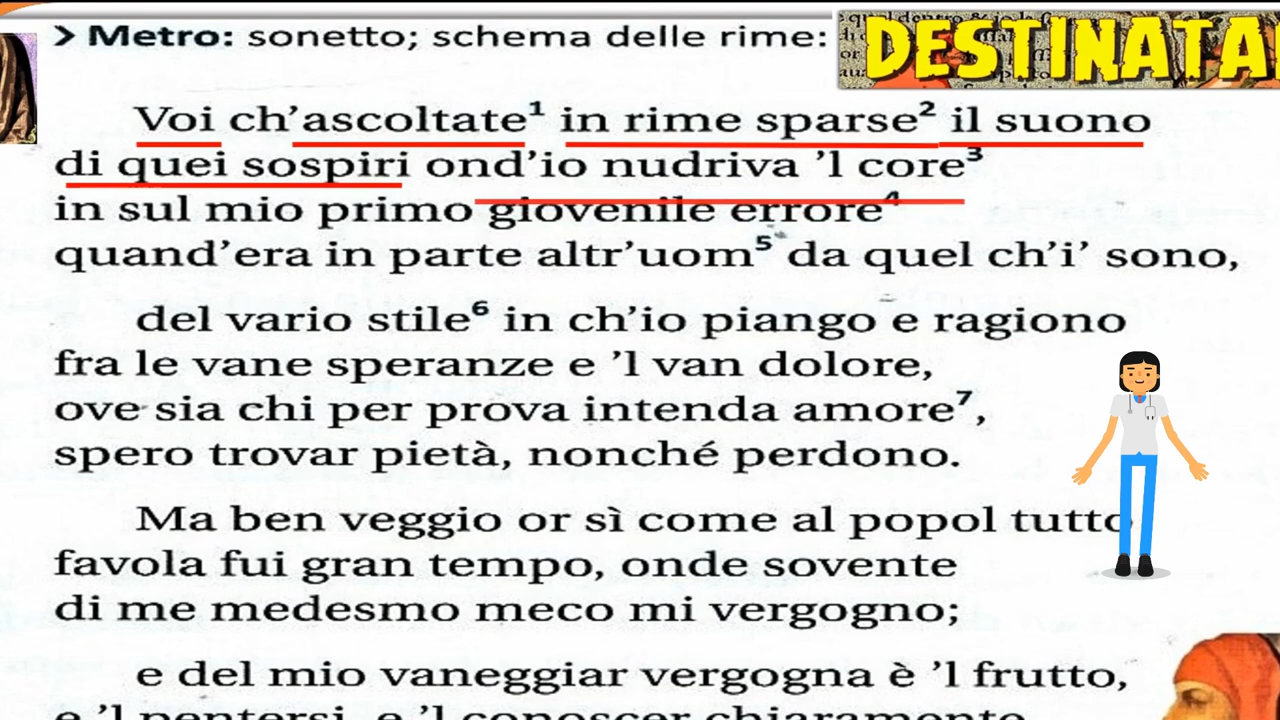 > Metro: sonetto; schema delle rime:
DESTINATA
Voi ch'ascoltate¹ in rime sparse² il suono
di quei sospiri ond'io nudriva 'l core³
in sul mio primo giovenile errore⁴
quand'era in parte altr'uom⁵ da quel ch'i' sono,
del vario stile⁶ in ch'io piango e ragiono
fra le vane speranze e 'l van dolore,
ove sia chi per prova intenda amore⁷,
spero trovar pietà, nonché perdono.
Ma ben veggio or sì come al popol tutto
favola fui gran tempo, onde sovente
di me medesmo meco mi vergogno;
e del mio vaneggiar vergogna è 'l frutto,
e 'l pentersi, e 'l conoscer chiaramente